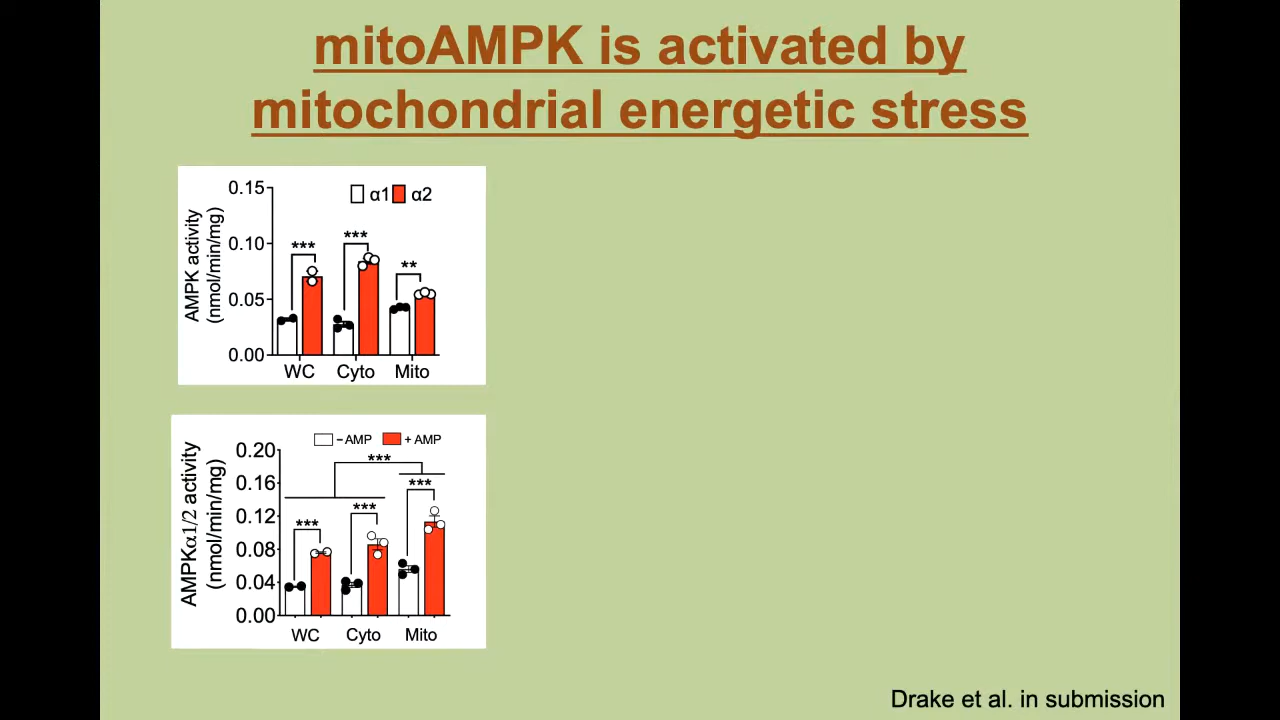 mitoAMPK is activated by
mitochondrial energetic stress
AMPK activity
(nmol/min/mg)
0.15
0.10
0.05
0.00
α1 α2
*** *** **
WC Cyto Mito
AMPKα1/2 activity
(nmol/min/mg)
0.20
0.16
0.12
0.08
0.04
0.00
−AMP + AMP
***
*** *** ***
WC Cyto Mito
Drake et al. in submission